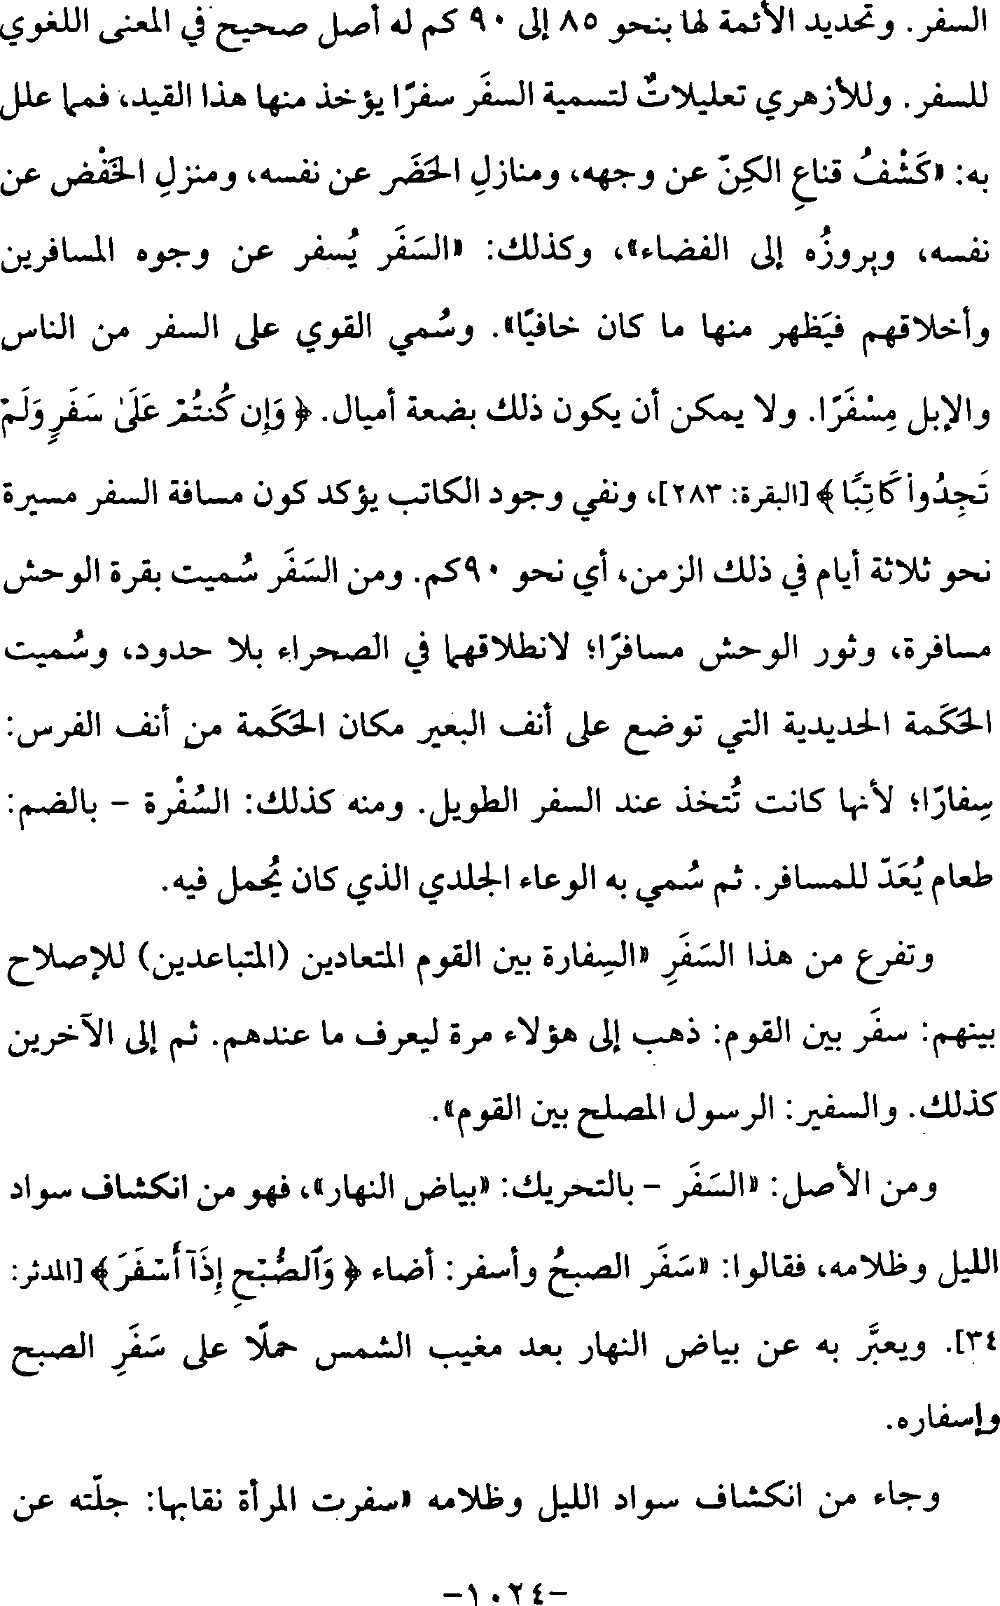 السفر. وتحديد الأئمة لها بنحو ٨٥ إلى ٩٠ كم له أصل صحيح في المعنى اللغوي
للسفر. وللأزهري تعليلاتٌ لتسمية السفَر سفرًا يؤخذ منها هذا القيد، فمما علل
به: «كَشْفُ قناعِ الكِنّ عن وجهه، ومنازلِ الحَضَر عن نفسه، ومنزلِ الخَفْض عن
نفسه، وبروزُه إلى الفضاء»، وكذلك: «السَفَر يُسفر عن وجوه المسافرين
وأخلاقهم فيَظهر منها ما كان خافيًا». وسُمي القوي على السفر من الناس
والإبل مِسْفَرًا. ولا يمكن أن يكون ذلك بضعة أميال. ﴿ وَإِن كُنتُمْ عَلَىٰ سَفَرٍ وَلَمْ
تَجِدُوا۟ كَاتِبًا ﴾ [البقرة: ٢٨٣]، ونفي وجود الكاتب يؤكد كون مسافة السفر مسيرة
نحو ثلاثة أيام في ذلك الزمن، أي نحو ٩٠كم. ومن السَفَر سُميت بقرة الوحش
مسافرة، وثور الوحش مسافرًا؛ لانطلاقهما في الصحراء بلا حدود، وسُميت
الحَكَمة الحديدية التي توضع على أنف البعير مكان الحَكَمة من أنف الفرس:
سِفارًا؛ لأنها كانت تُتخذ عند السفر الطويل. ومنه كذلك: السُفْرة - بالضم:
طعام يُعَدّ للمسافر. ثم سُمي به الوعاء الجلدي الذي كان يُحمل فيه.
وتفرع من هذا السَفَرِ «السِفارة بين القوم المتعادين (المتباعدين) للإصلاح
بينهم: سفَر بين القوم: ذهب إلى هؤلاء مرة ليعرف ما عندهم. ثم إلى الآخرين
كذلك. والسفير: الرسول المصلح بين القوم».
ومن الأصل: «السَفَر - بالتحريك: «بياض النهار»، فهو من انكشاف سواد
الليل وظلامه، فقالوا: «سَفَر الصبحُ وأسفر: أضاء ﴿ وَٱلصُّبْحِ إِذَآ أَسْفَرَ ﴾ [المدثر:
٣٤]. ويعبَّر به عن بياض النهار بعد مغيب الشمس حملًا على سَفَرِ الصبح
وإسفاره.
وجاء من انكشاف سواد الليل وظلامه «سفرت المرأة نقابها: جلّته عن
-١٠٢٤-